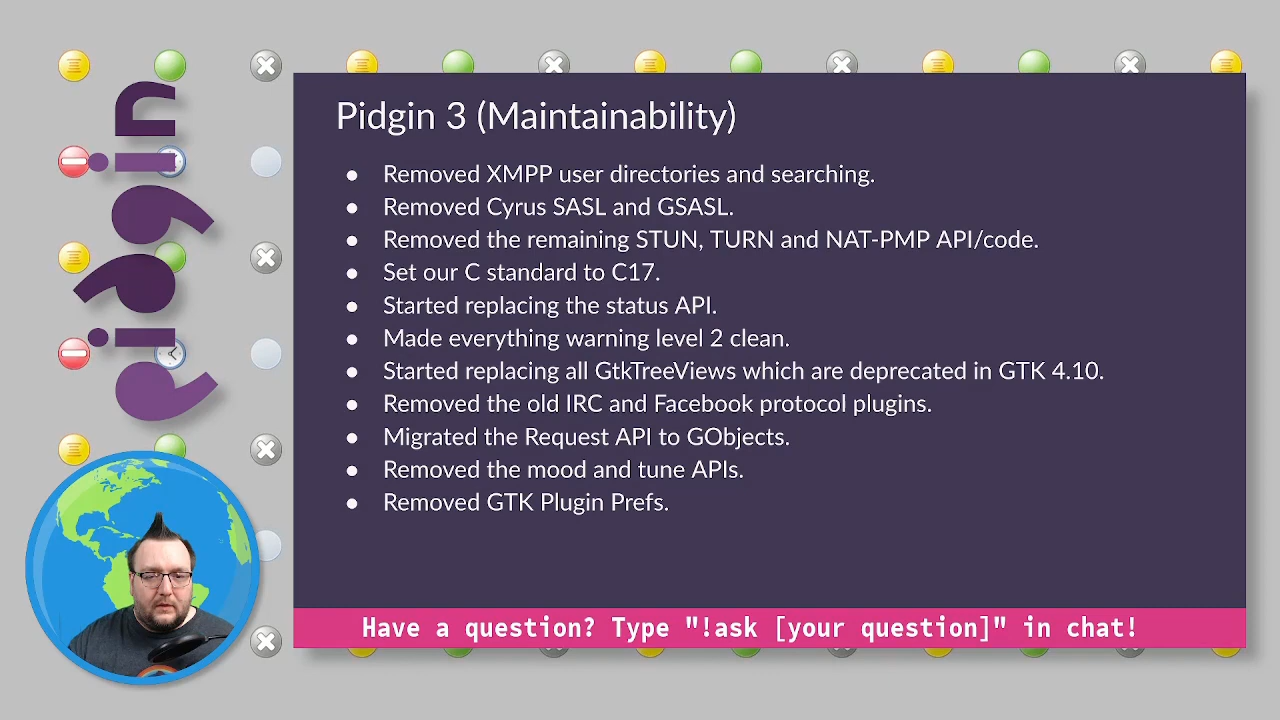 pidgin
Pidgin 3 (Maintainability)
● Removed XMPP user directories and searching.
● Removed Cyrus SASL and GSASL.
● Removed the remaining STUN, TURN and NAT-PMP API/code.
● Set our C standard to C17.
● Started replacing the status API.
● Made everything warning level 2 clean.
● Started replacing all GtkTreeViews which are deprecated in GTK 4.10.
● Removed the old IRC and Facebook protocol plugins.
● Migrated the Request API to GObjects.
● Removed the mood and tune APIs.
● Removed GTK Plugin Prefs.
Have a question? Type "!ask [your question]" in chat!